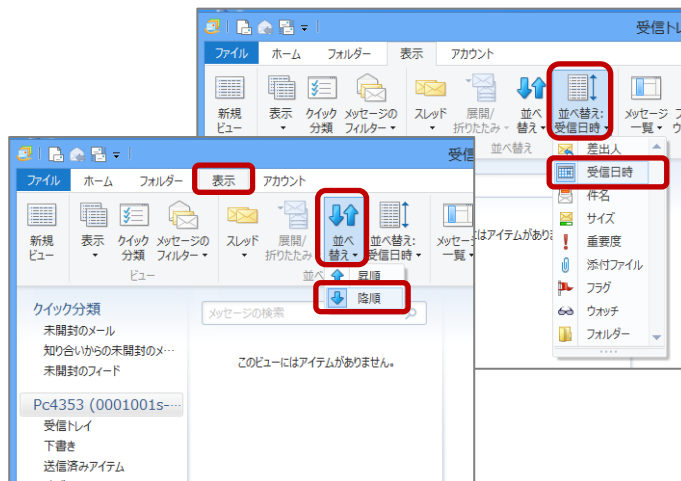 受信トレ
ファイル ホーム フォルダー 表示 アカウント
新規 表示 クイック メッセージの スレッド 展開/ 並べ 並べ替え: メッセージ
ビュー 分類 フィルター 折りたたみ 替え 受信日時 一覧
並べ替え
差出人
受信日時
件名
サイズ
重要度
添付ファイル
フラグ
ウォッチ
フォルダー
はアイテムがあり
受信
ファイル ホーム フォルダー 表示 アカウント
新規 表示 クイック メッセージの スレッド 展開/ 並べ 並べ替え: メッセー
ビュー 分類 フィルター 折りたたみ 替え 受信日時 一覧
ビュー 並べ
昇順
降順
クイック分類
未開封のメール
知り合いからの未開封のメ…
未開封のフィード
Pc4353 (0001001s-…
受信トレイ
下書き
送信済みアイテム
メッセージの検索
このビューにはアイテムがありません。